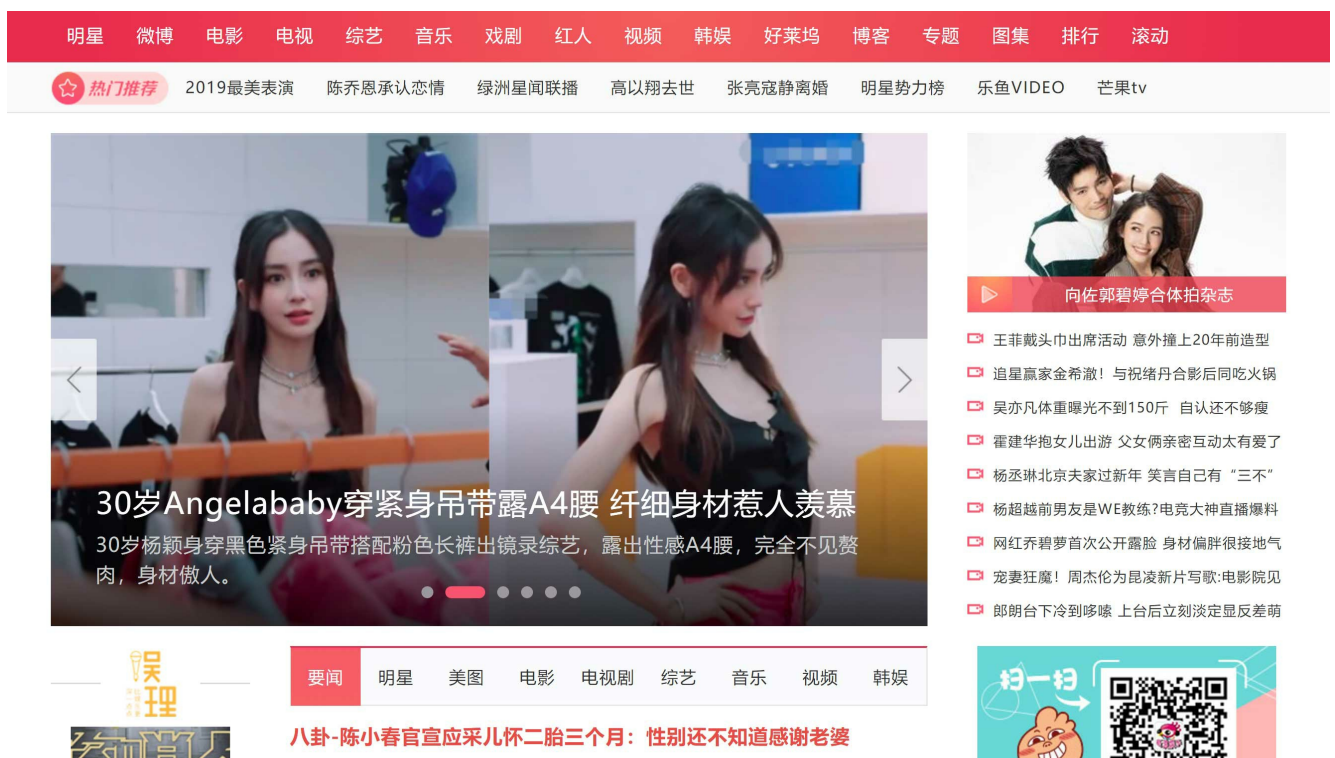 明星 微博 电影 电视 综艺 音乐 戏剧 红人 视频 韩娱 好莱坞 博客 专题 图集 排行 滚动
热门推荐 2019最美表演 陈乔恩承认恋情 绿洲星闻联播 高以翔去世 张亮寇静离婚 明星势力榜 乐鱼VIDEO 芒果tv
30岁Angelababy穿紧身吊带露A4腰 纤细身材惹人羡慕
30岁杨颖身穿黑色紧身吊带搭配粉色长裤出镜录综艺，露出性感A4腰，完全不见赘
肉，身材傲人。
向佐郭碧婷合体拍杂志
王菲戴头巾出席活动 意外撞上20年前造型
追星赢家金希澈！与祝绪丹合影后同吃火锅
吴亦凡体重曝光不到150斤 自认还不够瘦
霍建华抱女儿出游 父女俩亲密互动太有爱了
杨丞琳北京夫家过新年 笑言自己有“三不”
杨超越前男友是WE教练?电竞大神直播爆料
网红乔碧萝首次公开露脸 身材偏胖很接地气
宠妻狂魔！周杰伦为昆凌新片写歌:电影院见
郎朗台下冷到哆嗦 上台后立刻淡定显反差萌
吴
理
要闻 明星 美图 电影 电视剧 综艺 音乐 视频 韩娱
八卦-陈小春官宣应采儿怀二胎三个月：性别还不知道感谢老婆
扫一扫